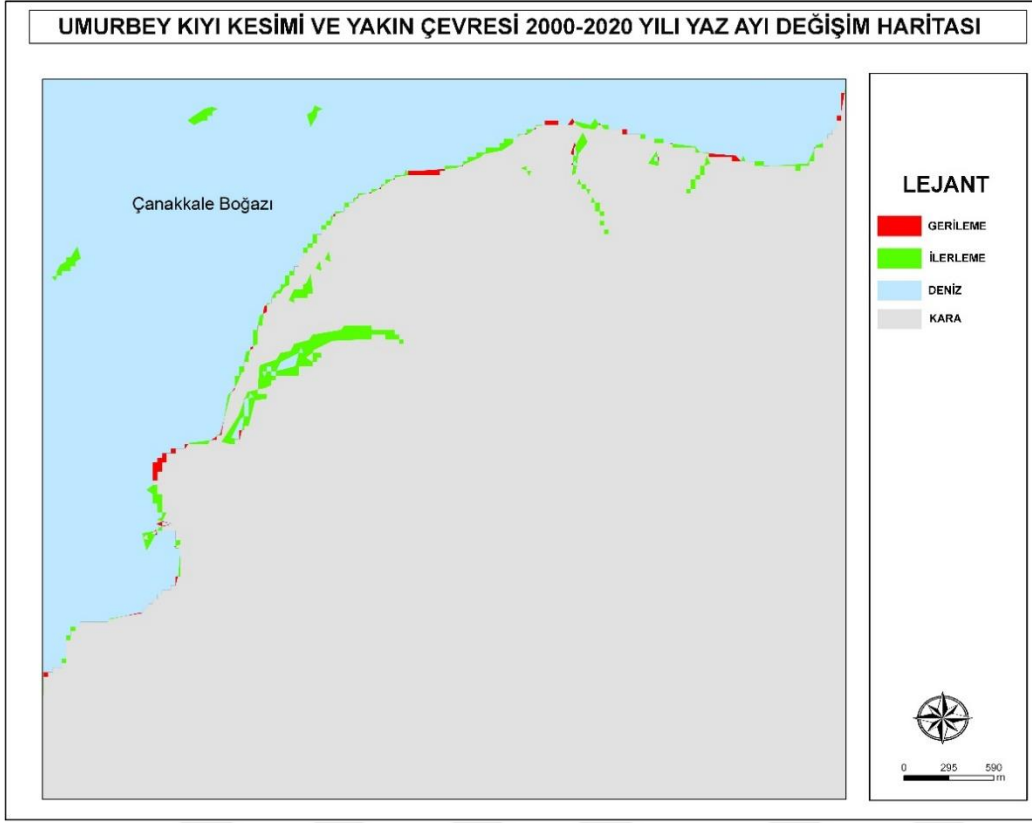 UMURBEY KIYI KESİMİ VE YAKIN ÇEVRESİ 2000-2020 YILI YAZ AYI DEĞİŞİM HARİTASI
Çanakkale Boğazı
LEJANT
GERİLEME
İLERLEME
DENİZ
KARA
0 295 590
m